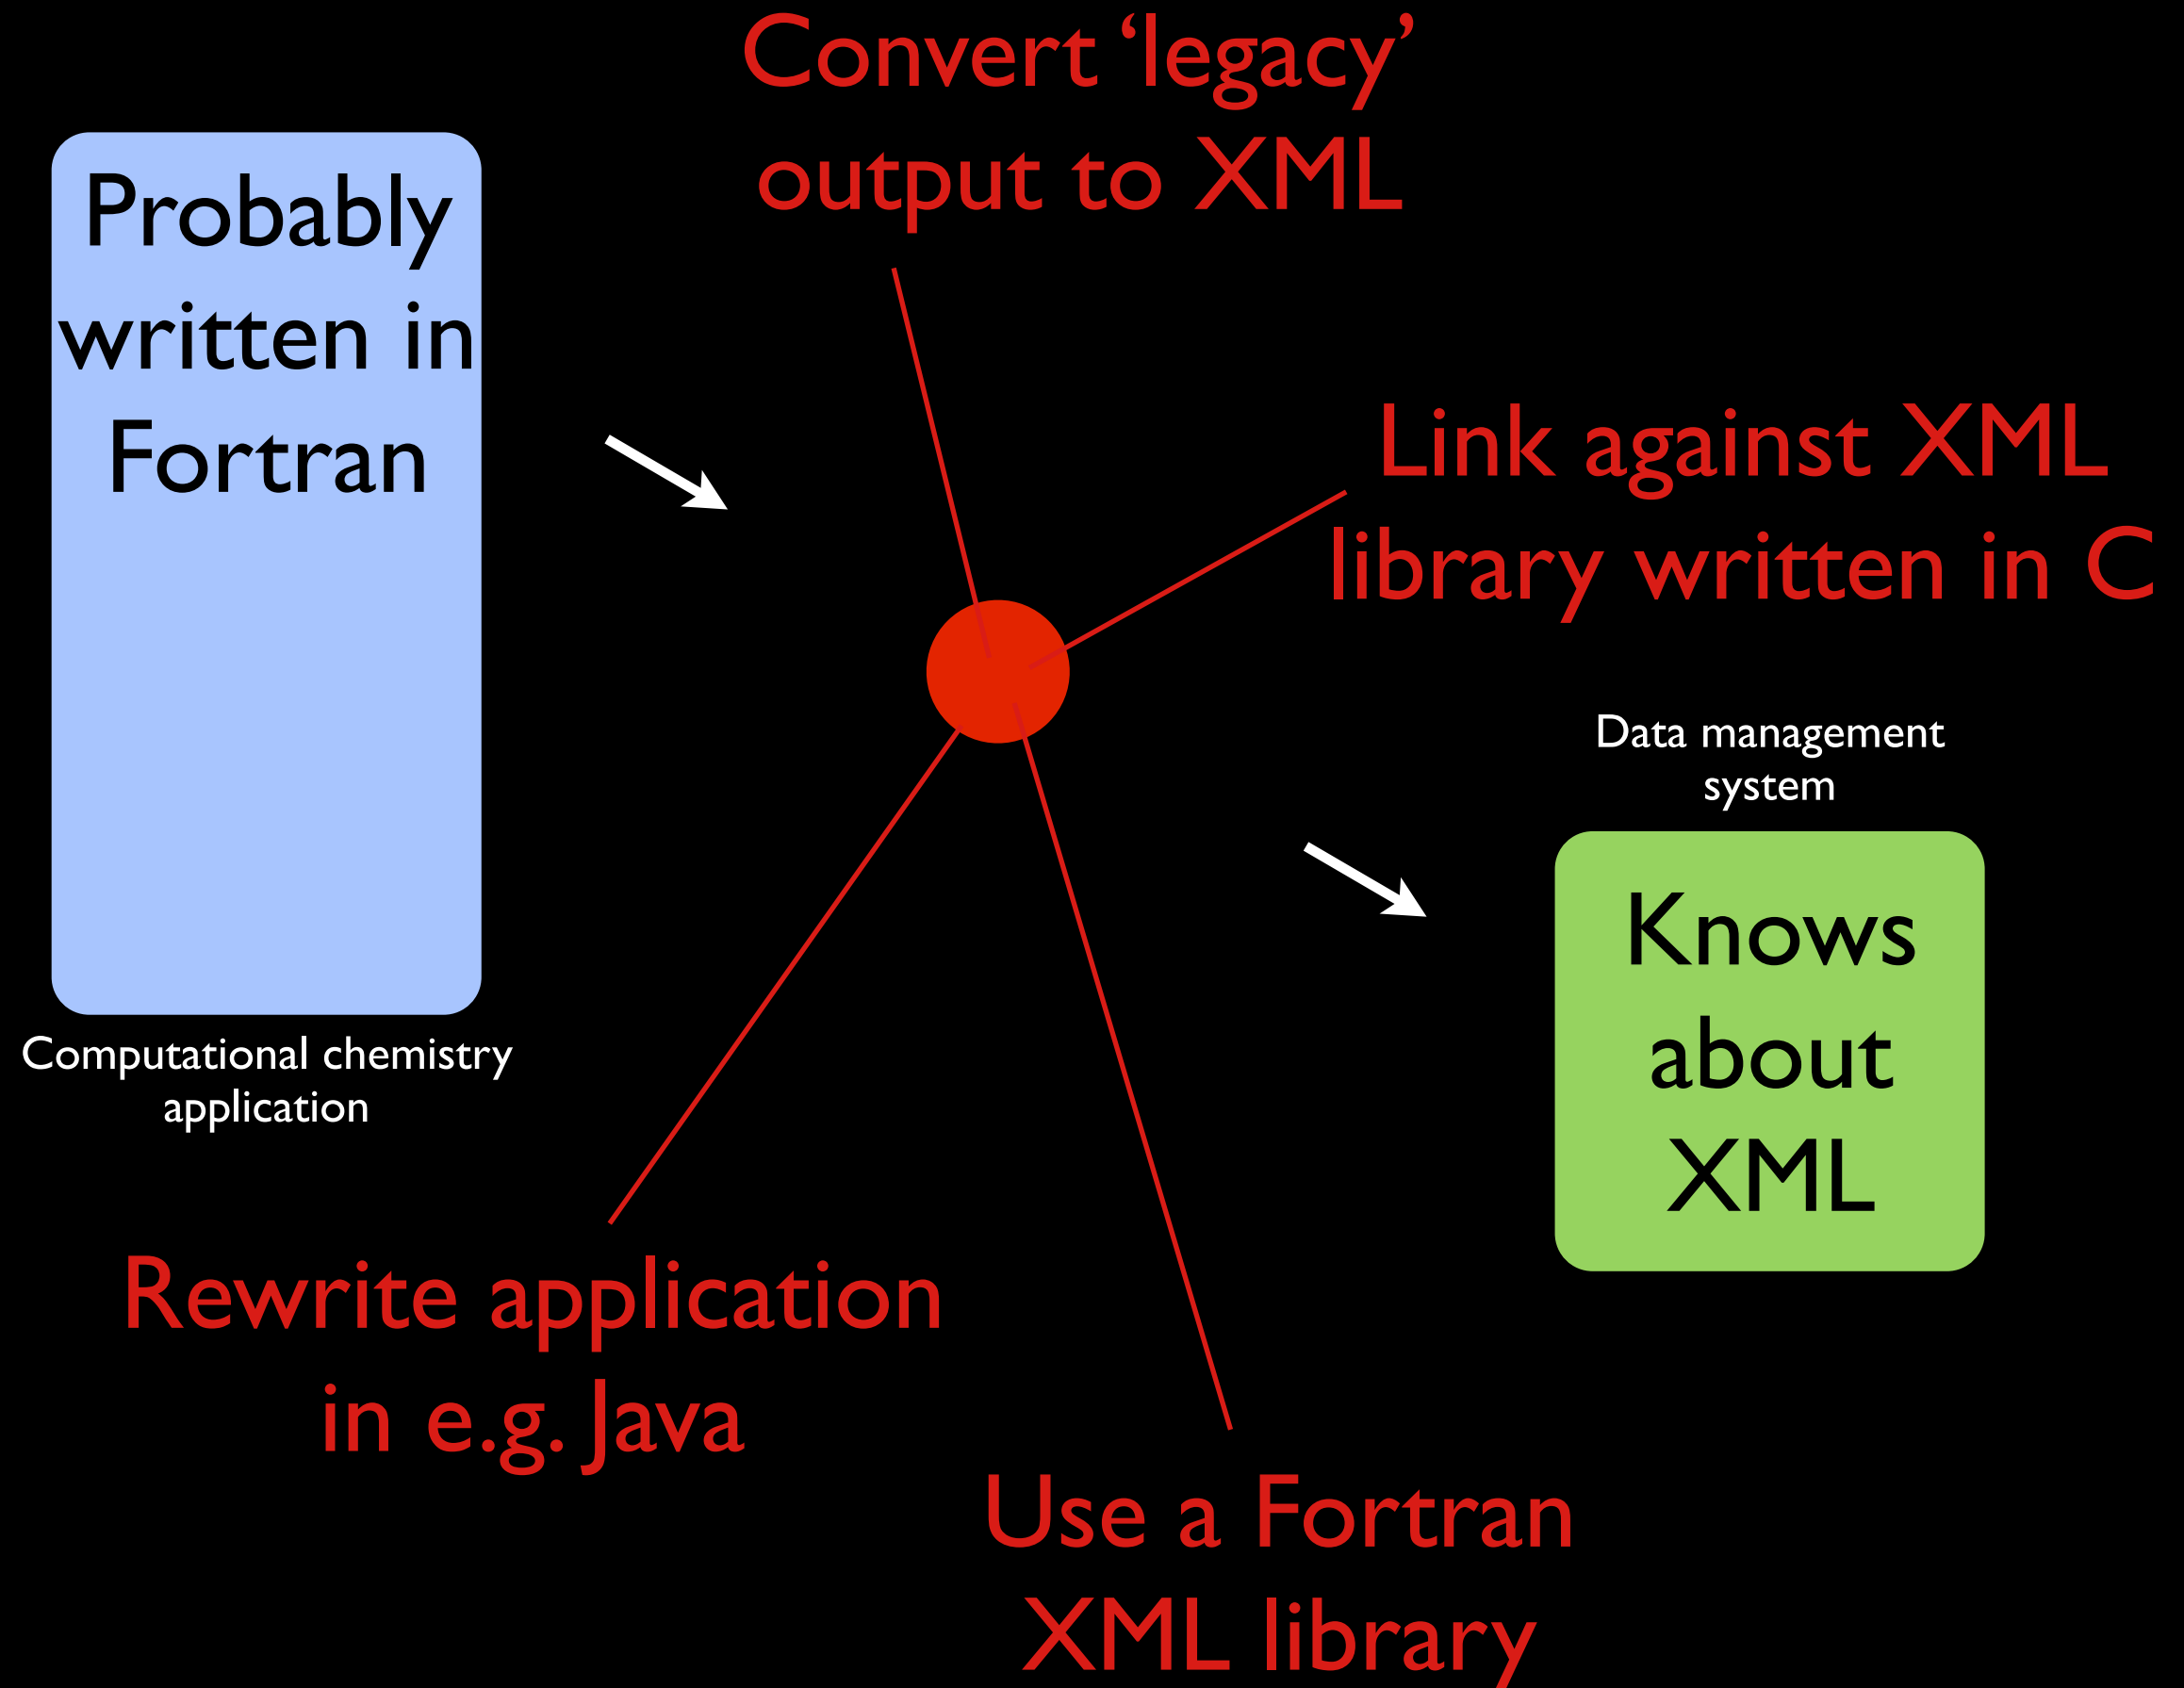 Convert ‘legacy’
output to XML
Probably
written in
Fortran
Link against XML
library written in C
Data management
system
Knows
about
XML
Computational chemistry
application
Rewrite application
in e.g. Java
Use a Fortran
XML library